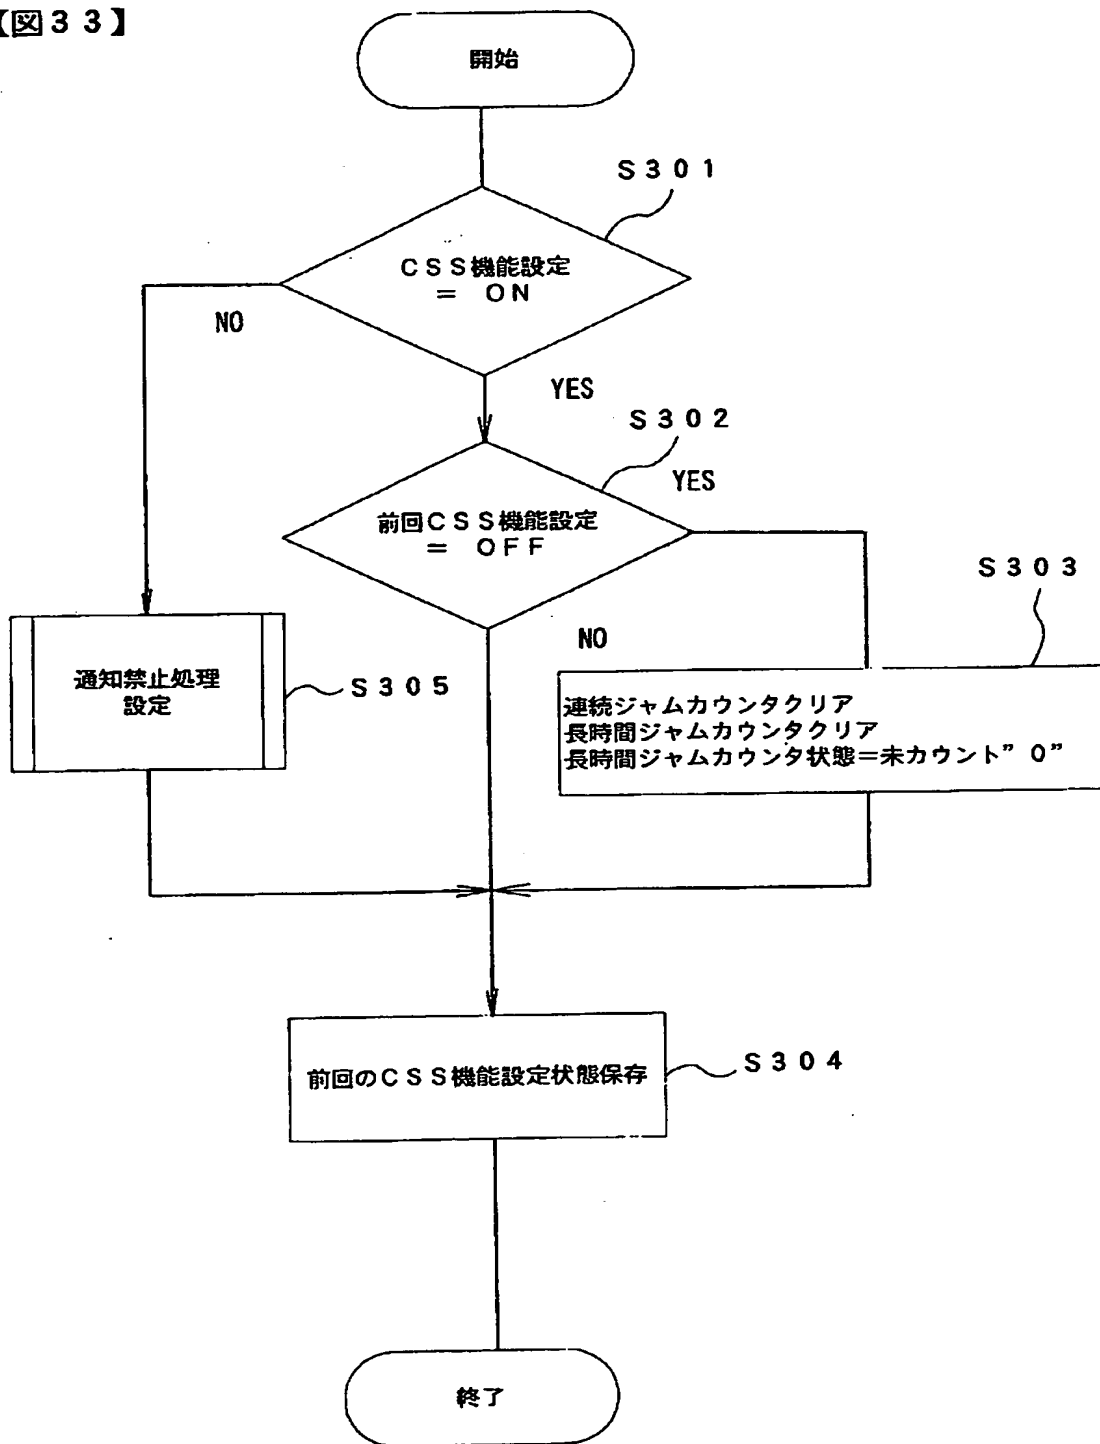 【図３３】
開始
Ｓ３０１
ＣＳＳ機能設定
＝ ＯＮ
NO
YES
Ｓ３０２
YES
前回ＣＳＳ機能設定
＝ ＯＦＦ
Ｓ３０３
NO
連続ジャムカウンタクリア
長時間ジャムカウンタクリア
長時間ジャムカウンタ状態＝未カウント”０”
通知禁止処理
設定
Ｓ３０５
前回のＣＳＳ機能設定状態保存
Ｓ３０４
終了